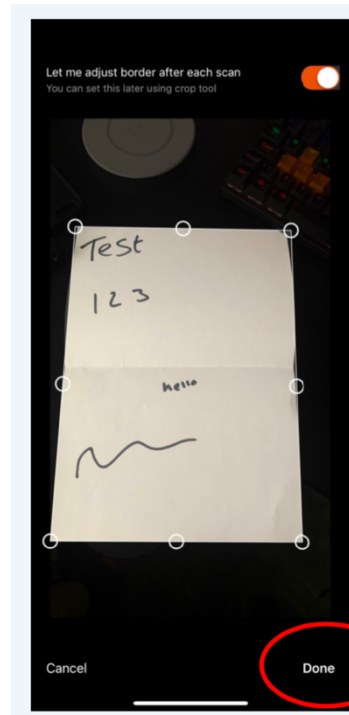 Let me adjust border after each scan
You can set this later using crop tool
Test
123
hello
Cancel
Done